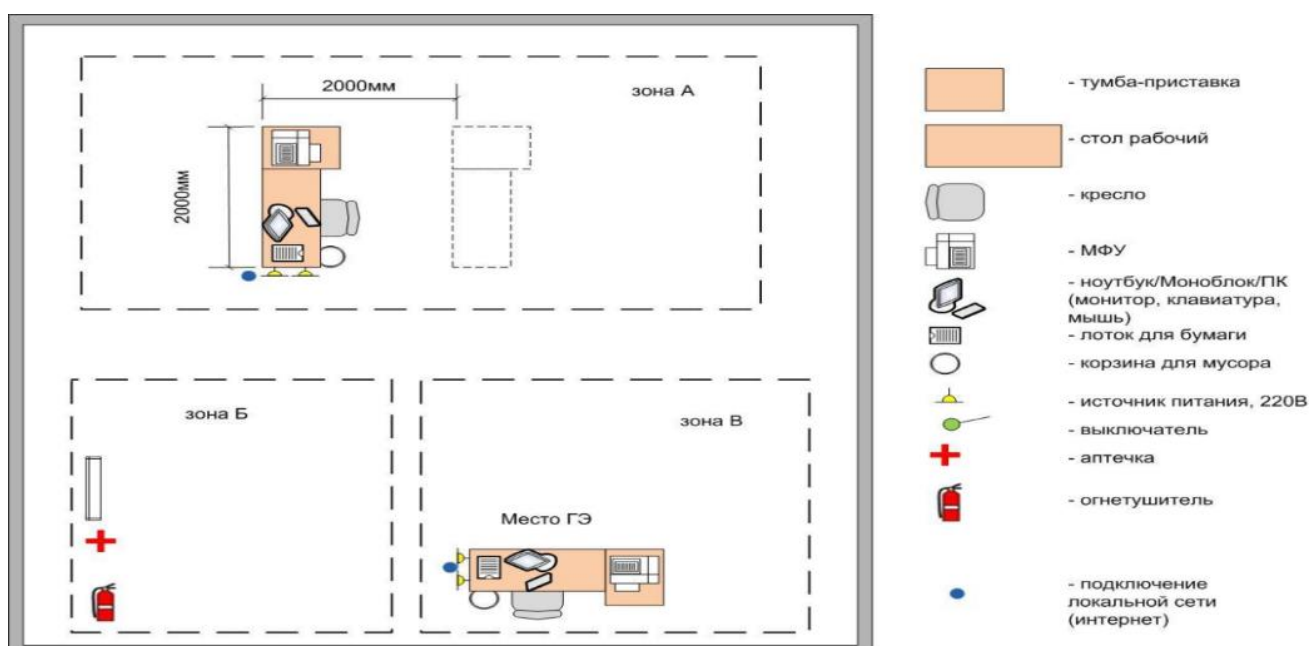 2000мм
зона А
2000мм
зона Б
зона В
Место ГЭ
- тумба-приставка
- стол рабочий
- кресло
- МФУ
- ноутбук/Моноблок/ПК
(монитор, клавиатура,
мышь)
- лоток для бумаги
- корзина для мусора
- источник питания, 220В
- выключатель
- аптечка
- огнетушитель
- подключение
локальной сети
(интернет)